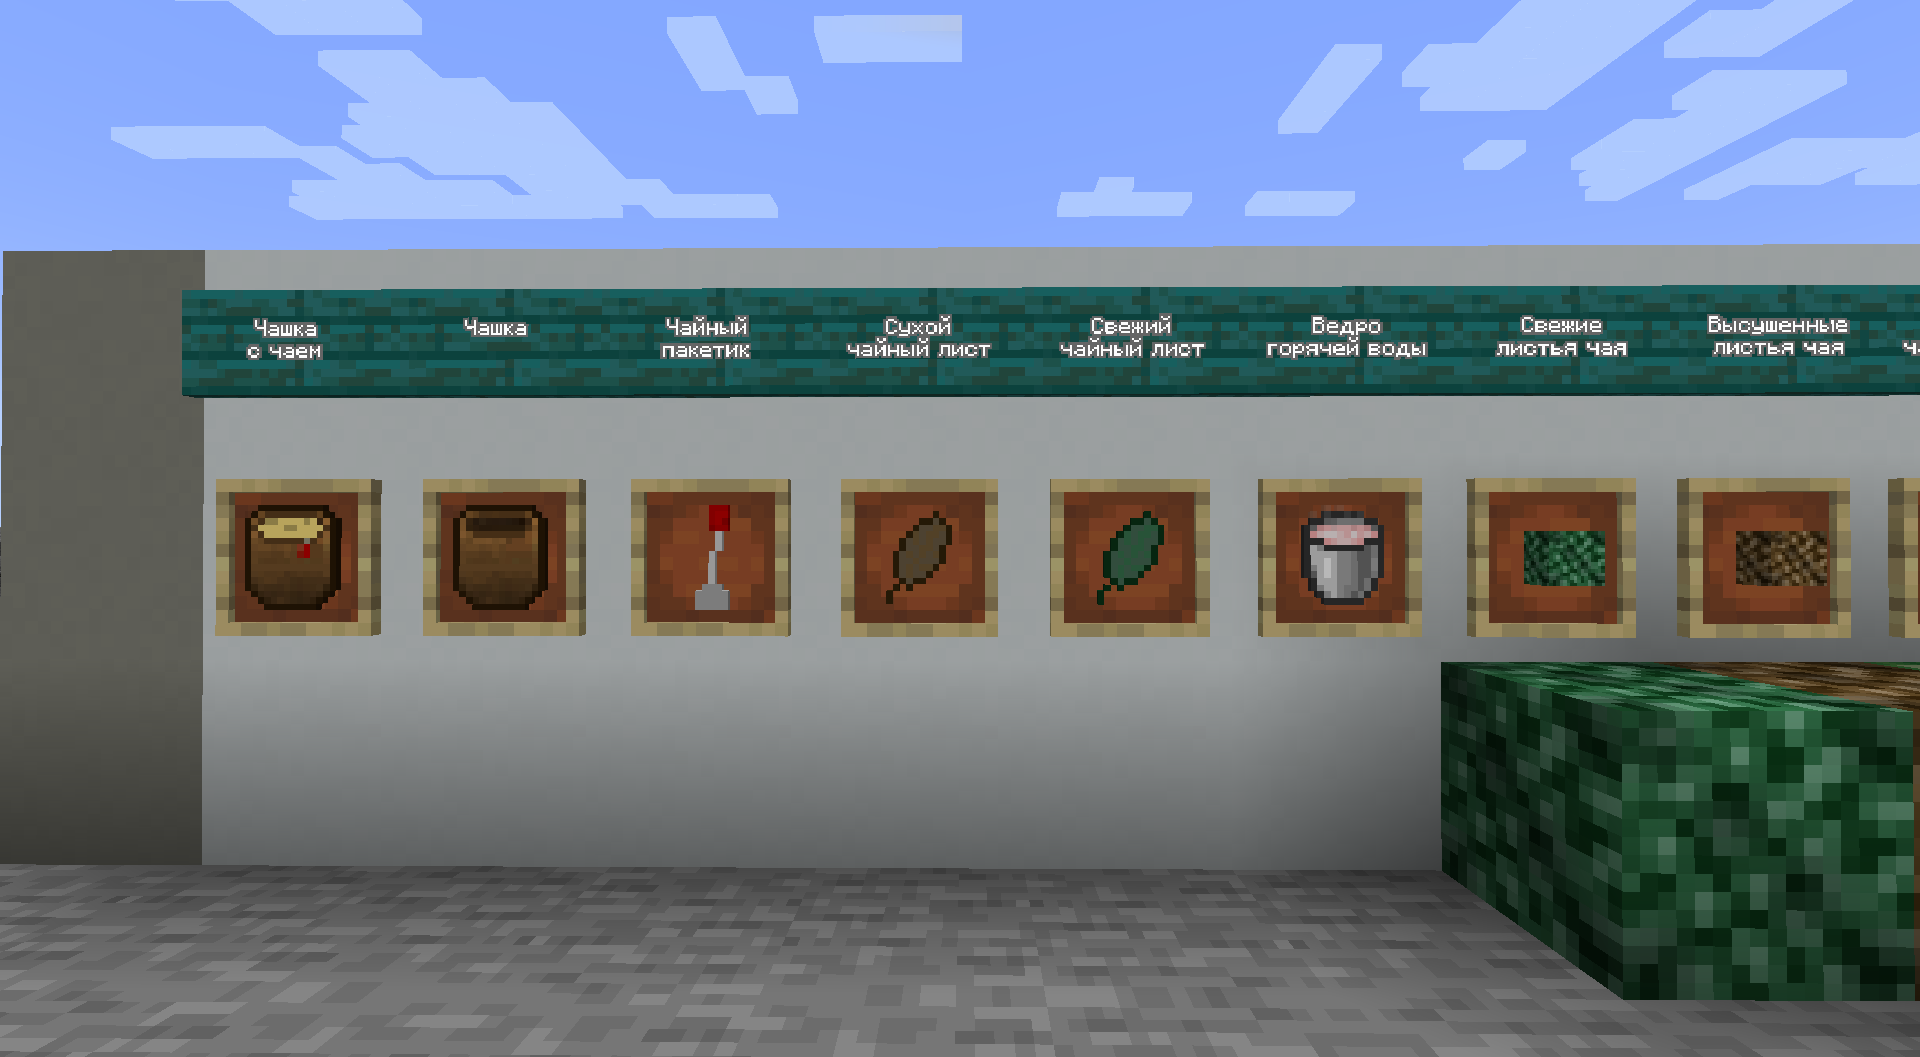 Чашка
с чаем
Чашка
Чайный
пакетик
Сухой
чайный лист
Свежий
чайный лист
Ведро
горячей воды
Свежие
листья чая
Высушенные
листья чая